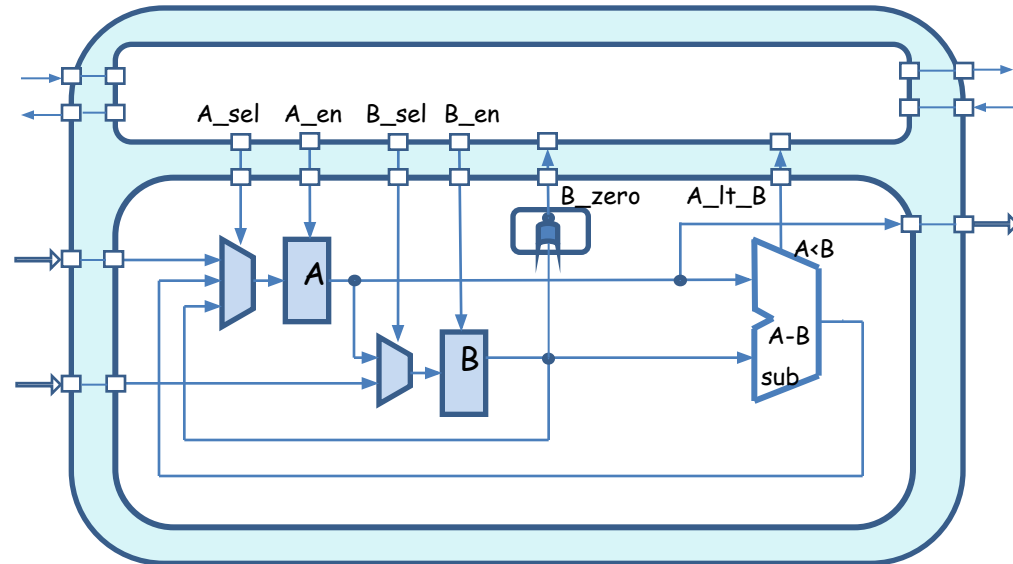 A_sel A_en B_sel B_en
B_zero A_lt_B
A<B
A
A-B
B
sub